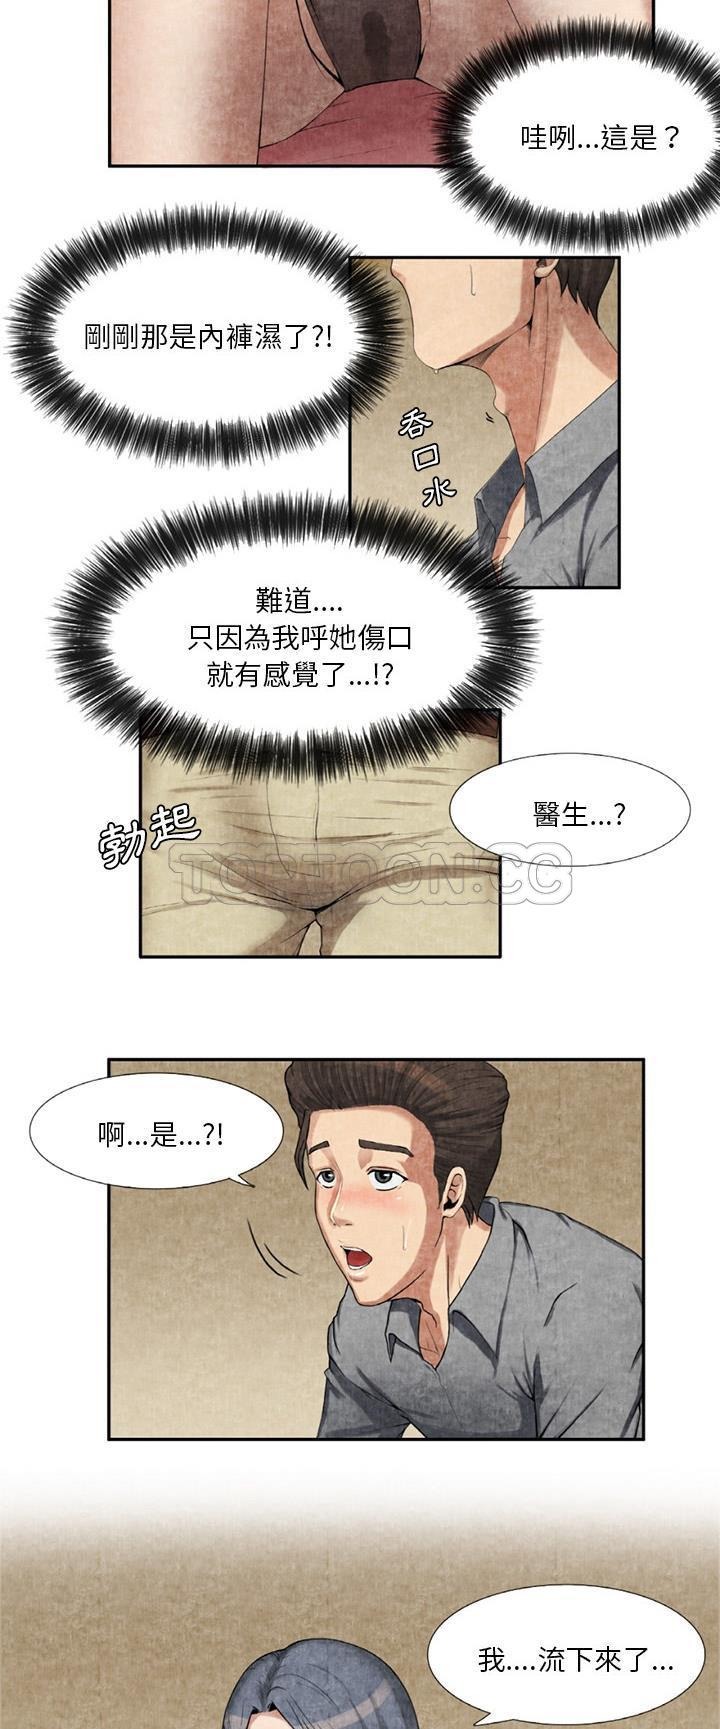 哇咧...這是？
剛剛那是內褲濕了?!
吞口水
難道....
只因為我呼她傷口
就有感覺了...!?
勃起
醫生...?
TOPTOON.CC
啊...是...?!
我....流下來了...